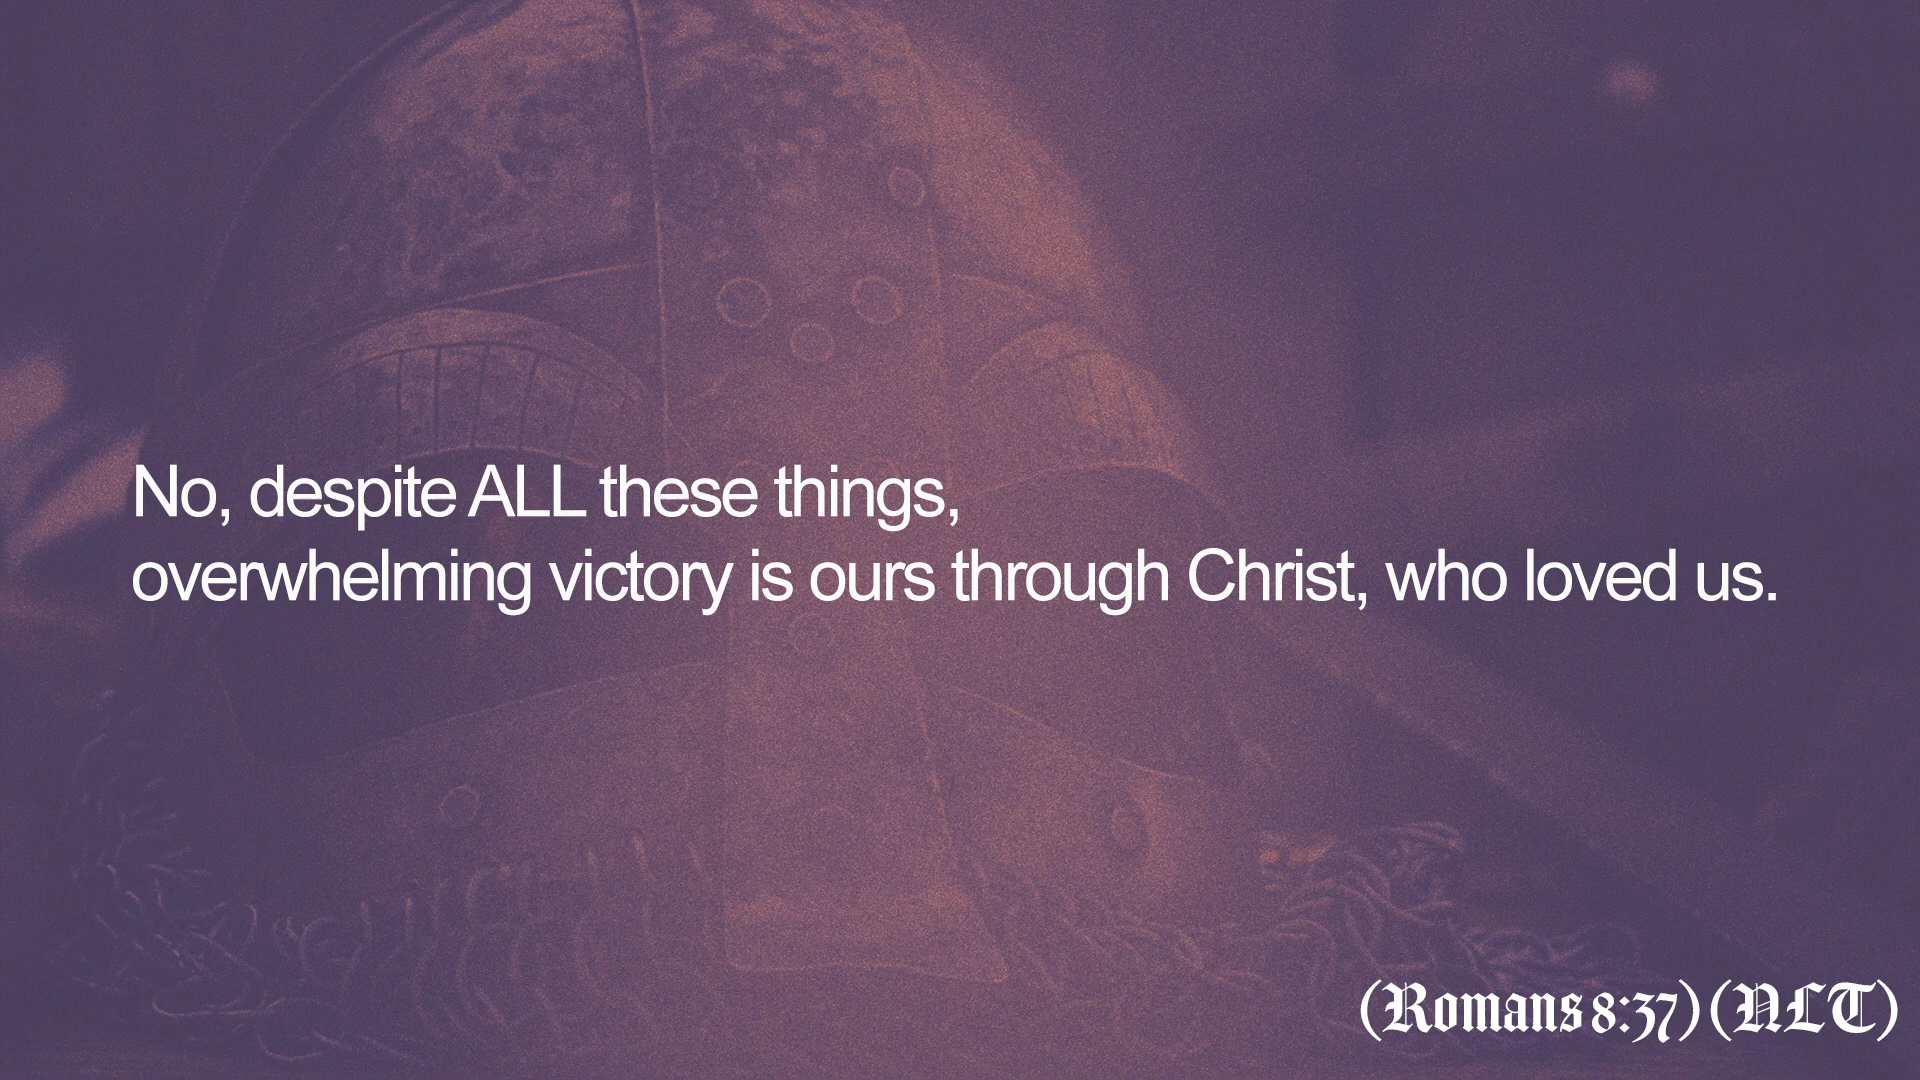 No, despite ALL these things,
overwhelming victory is ours through Christ, who loved us.
(Romans 8:37) (NLT)